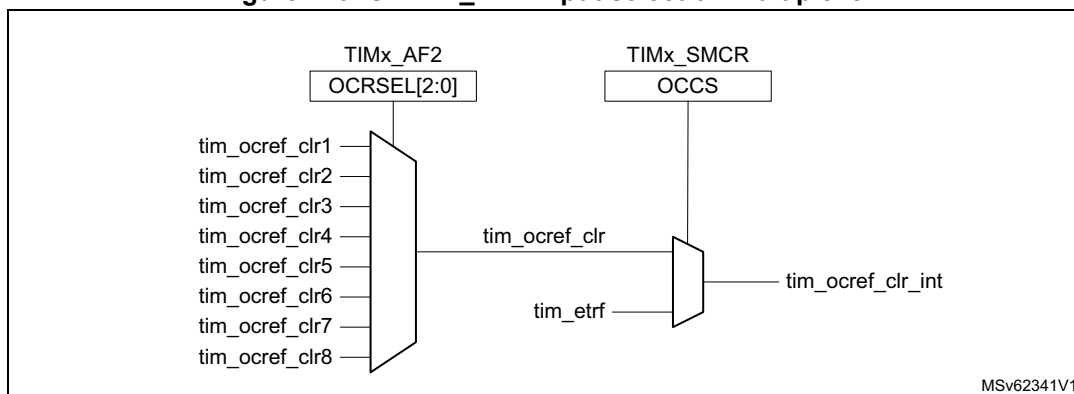 TIMx_AF2
TIMx_SMCR
OCRSEL[2:0]
OCCS
tim_ocref_clr1
tim_ocref_clr2
tim_ocref_clr3
tim_ocref_clr4
tim_ocref_clr
tim_ocref_clr5
tim_ocref_clr_int
tim_ocref_clr6
tim_etrf
tim_ocref_clr7
tim_ocref_clr8
MSv62341V1